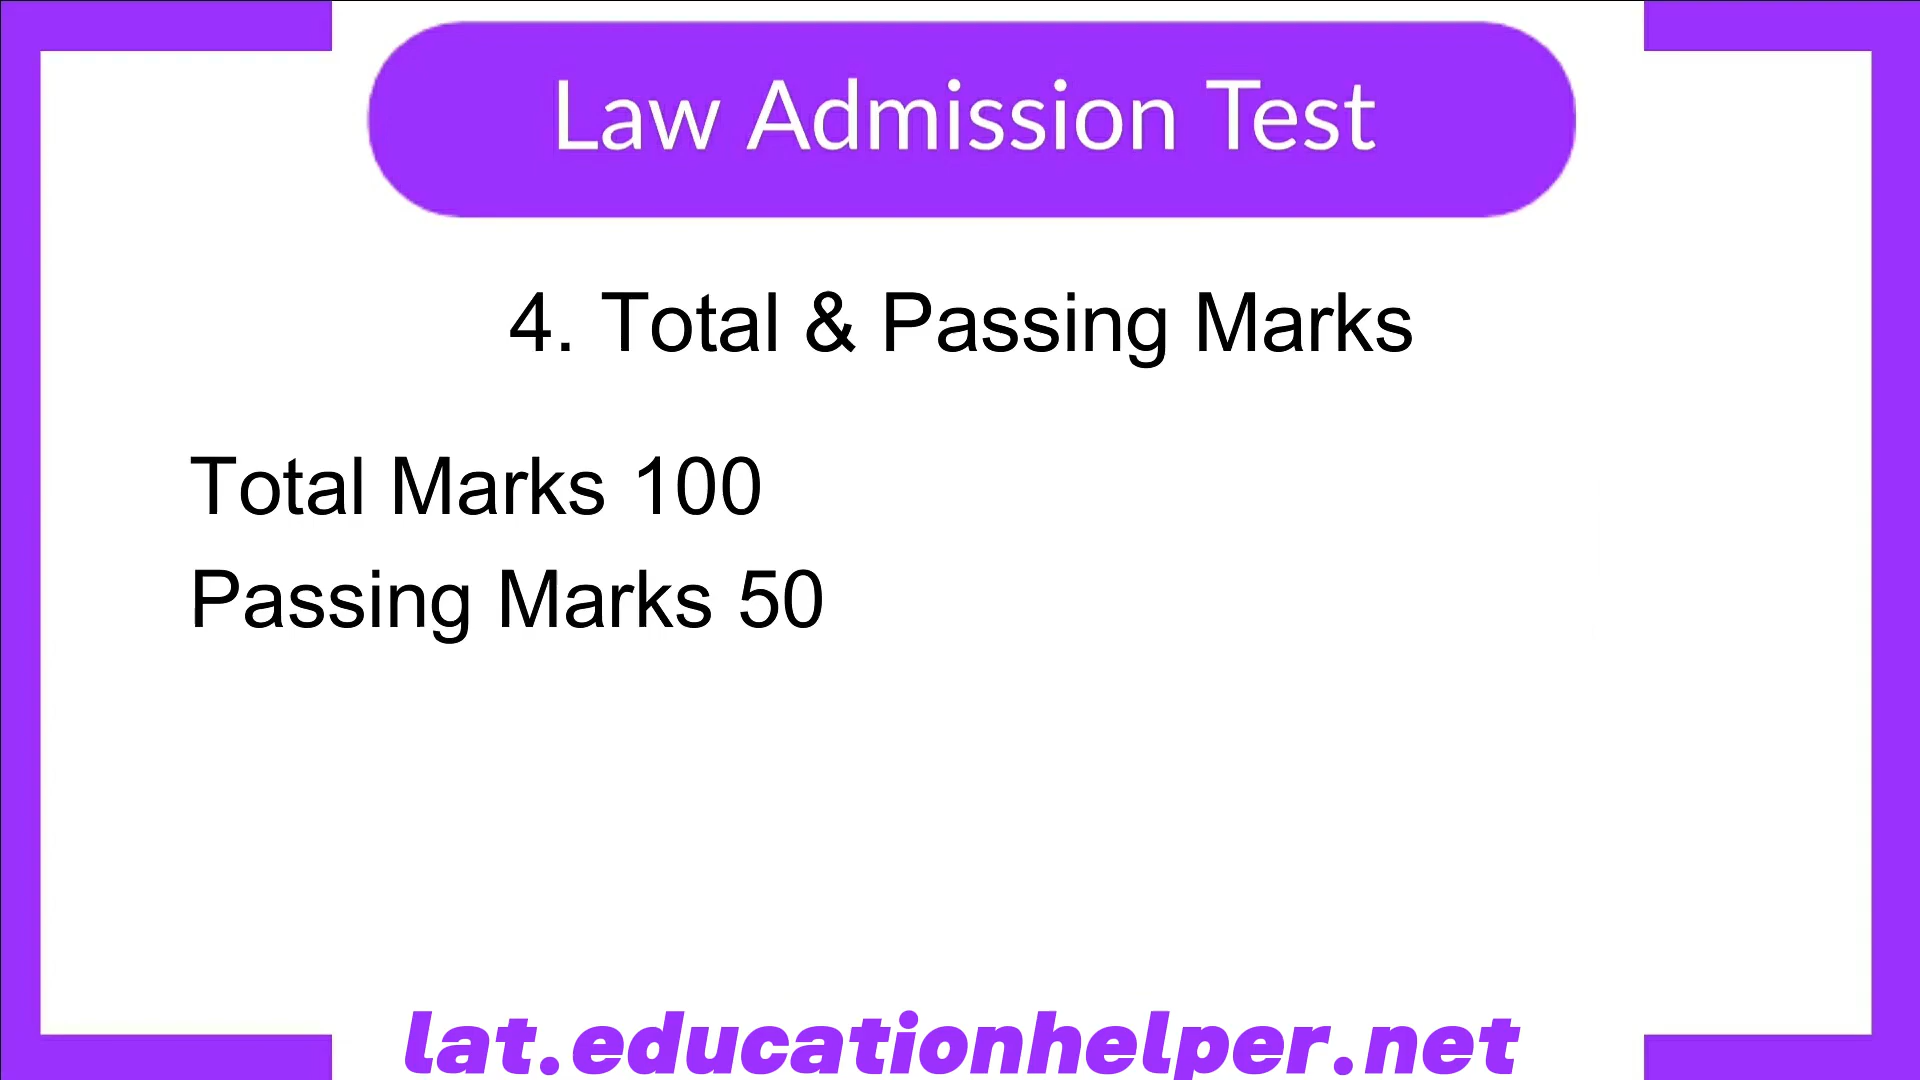 Law Admission Test
4. Total & Passing Marks
Total Marks 100
Passing Marks 50
lat.educationhelper.net